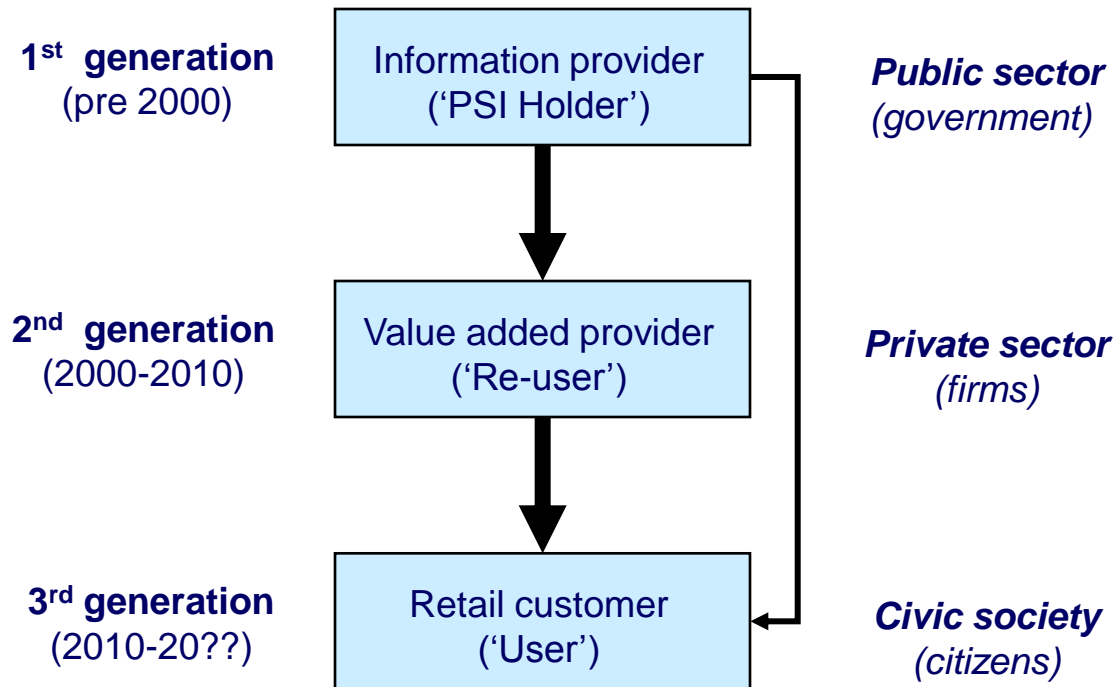 1st generation
(pre 2000)
Information provider
(‘PSI Holder’)
Public sector
(government)
2nd generation
(2000-2010)
Value added provider
(‘Re-user’)
Private sector
(firms)
3rd generation
(2010-20??)
Retail customer
(‘User’)
Civic society
(citizens)